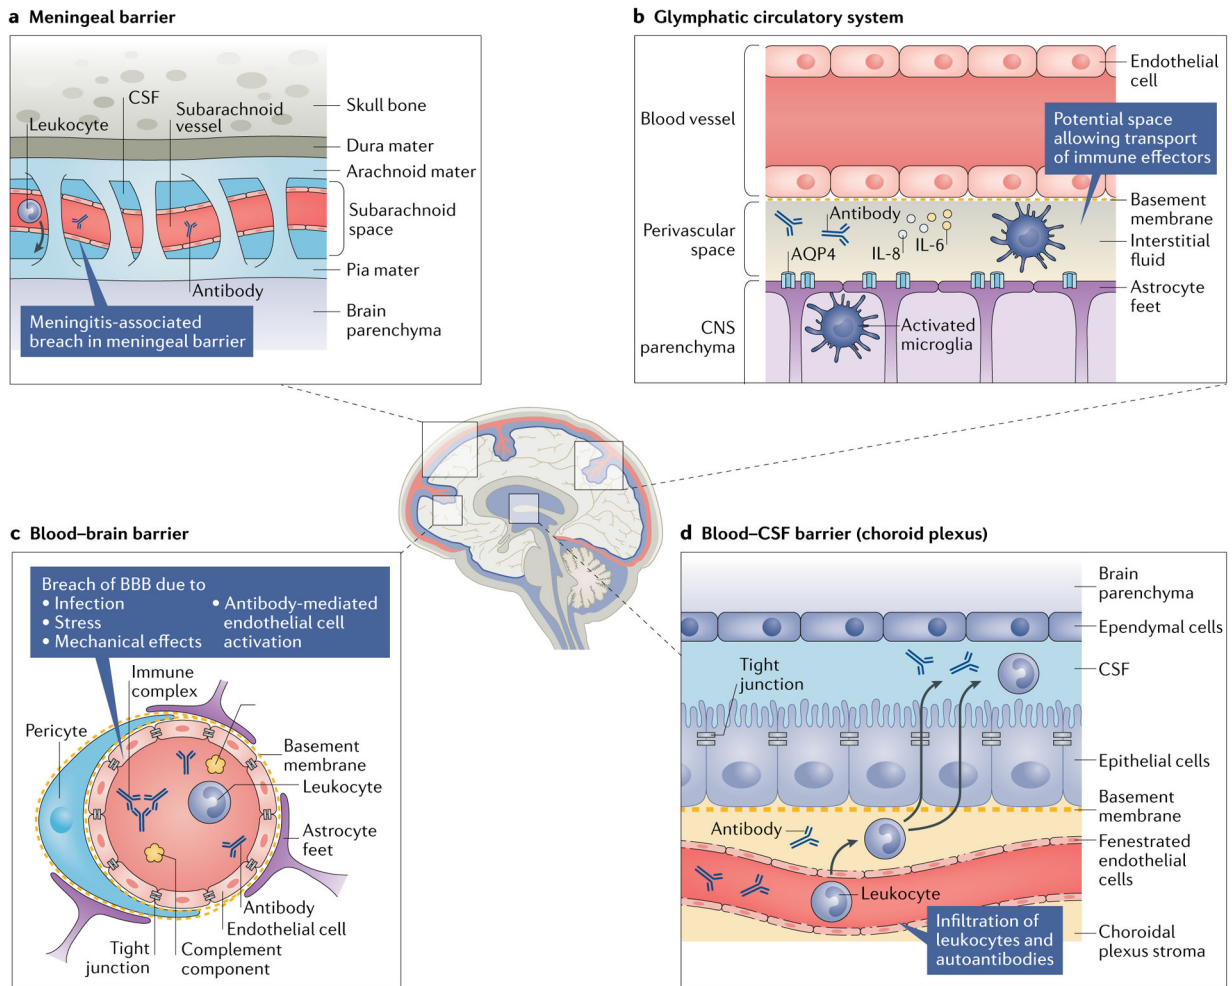 a Meningeal barrier
CSF
Leukocyte
Subarachnoid
vessel
Skull bone
Dura mater
Arachnoid mater
Subarachnoid
space
Pia mater
Antibody
Brain
parenchyma
Meningitis-associated
breach in meningeal barrier
b Glymphatic circulatory system
Endothelial
cell
Blood vessel
Potential space
allowing transport
of immune effectors
Basement
membrane
Perivascular
space
Antibody
IL-8
IL-6
Interstitial
fluid
AQP4
Astrocyte
feet
CNS
parenchyma
Activated
microglia
c Blood–brain barrier
Breach of BBB due to
• Infection
• Stress
• Mechanical effects
• Antibody-mediated
endothelial cell
activation
Immune
complex
Pericyte
Basement
membrane
Leukocyte
Astrocyte
feet
Antibody
Endothelial cell
Tight
junction
Complement
component
d Blood–CSF barrier (choroid plexus)
Brain
parenchyma
Ependymal cells
Tight
junction
CSF
Epithelial cells
Basement
membrane
Antibody
Fenestrated
endothelial
cells
Leukocyte
Infiltration of
leukocytes and
autoantibodies
Choroidal
plexus stroma